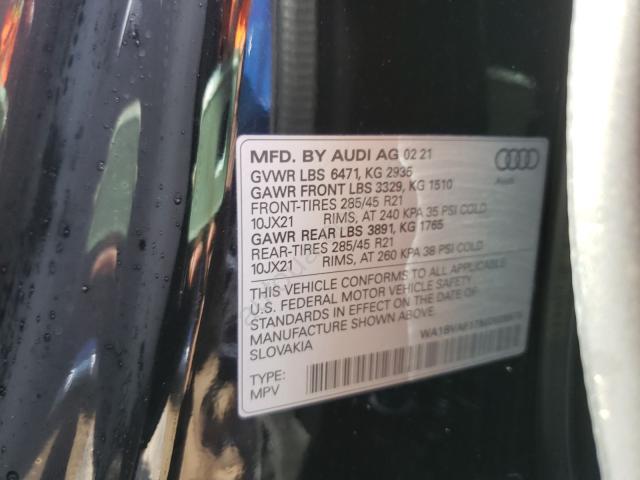 MFD. BY AUDI AG 02 21
GVWR LBS 6471, KG 2935
GAWR FRONT LBS 3329, KG 1510
FRONT-TIRES 285/45 R21
10JX21 RIMS, AT 240 KPA 35 PSI COLD
GAWR REAR LBS 3891, KG 1765
REAR-TIRES 285/45 R21
10JX21 RIMS, AT 260 KPA 38 PSI COLD
THIS VEHICLE CONFORMS TO ALL APPLICABLE
U.S. FEDERAL MOTOR VEHICLE SAFETY
STANDARDS IN EFFECT ON THE DATE OF
MANUFACTURE SHOWN ABOVE
SLOVAKIA
TYPE:
MPV
Audi